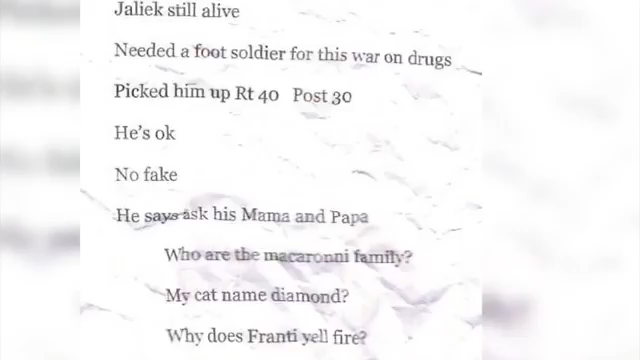 Jaliek still alive
Needed a foot soldier for this war on drugs
Picked him up Rt 40 Post 30
He's ok
No fake
He says ask his Mama and Papa
Who are the macaronni family?
My cat name diamond?
Why does Franti yell fire?